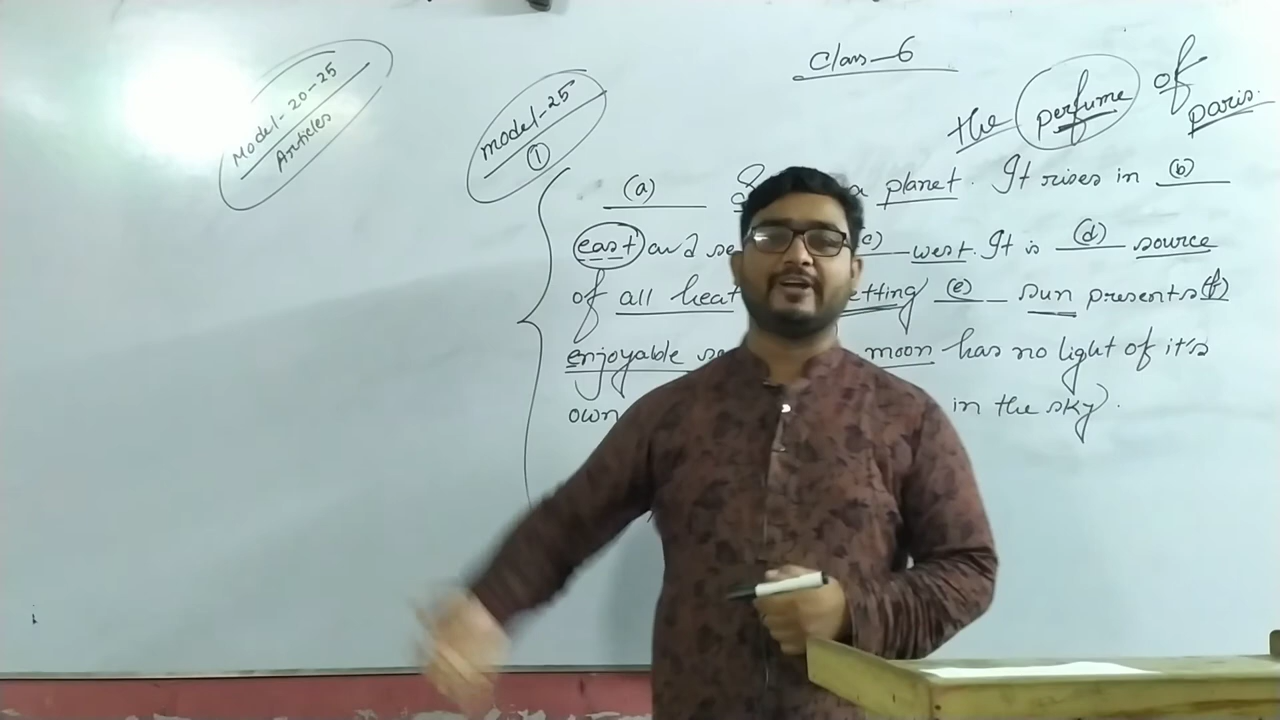 Class-6
Model-20-25
Articles
model-25
①
the perfume of
paris.
(a) a planet. It rises in (b)
east and se (c) west. It is (d) source
of all heat etting (e) sun presents (f)
enjoyable moon has no light of it's
own in the sky.